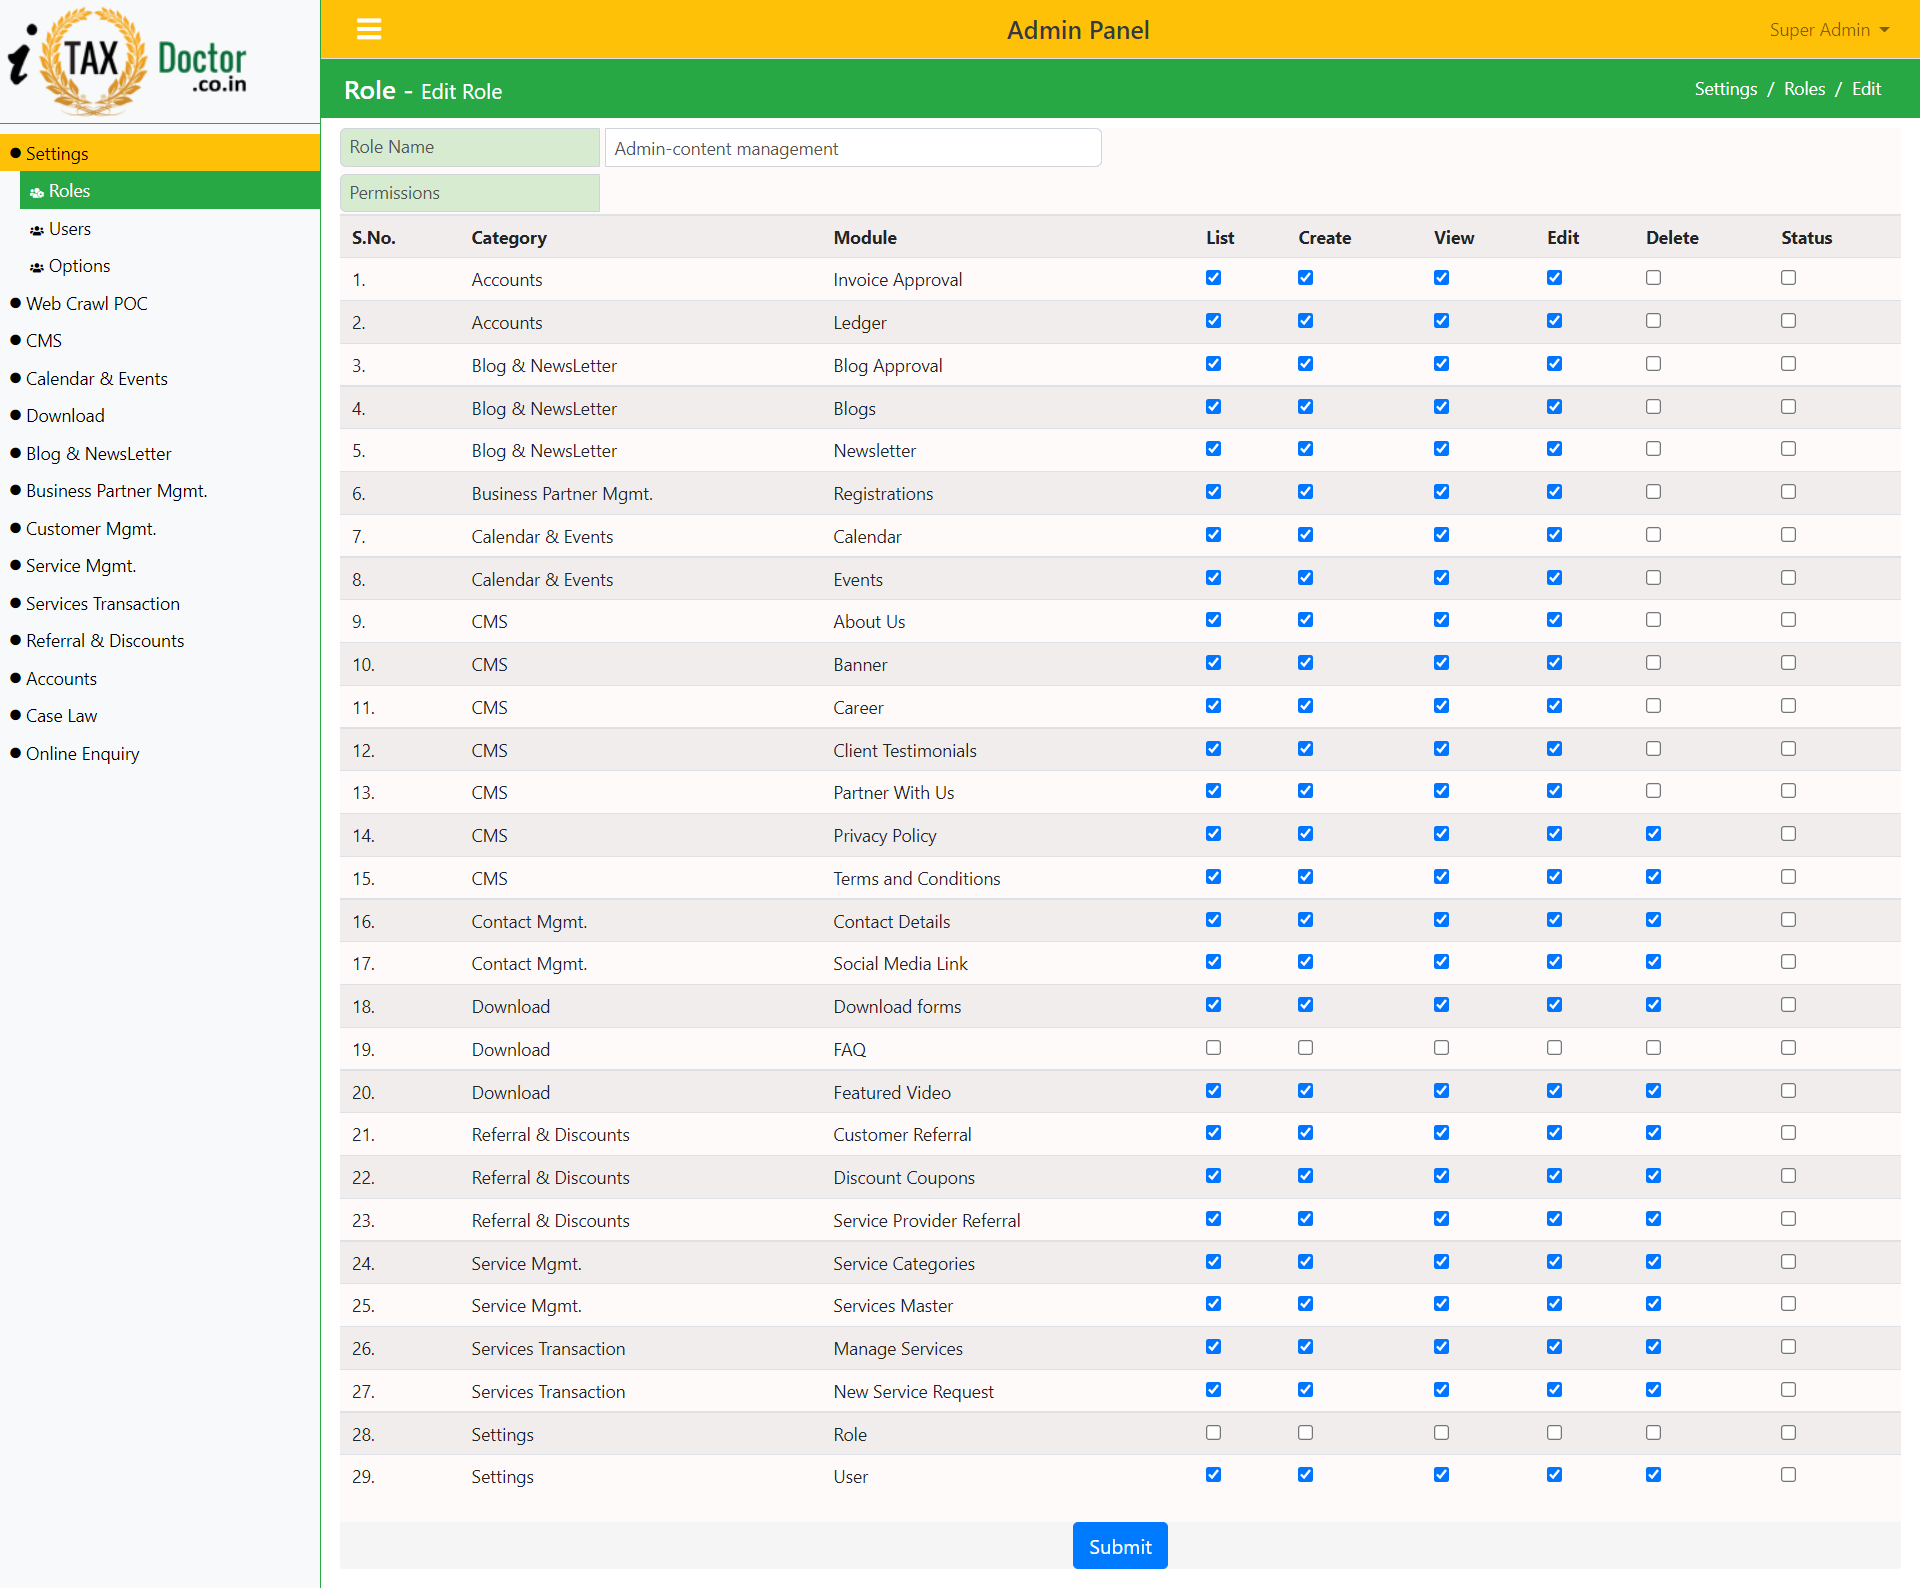 i TAX Doctor
.co.in
Admin Panel
Super Admin
Role - Edit Role
Settings / Roles / Edit
Settings
Roles
Users
Options
Web Crawl POC
CMS
Calendar & Events
Download
Blog & NewsLetter
Business Partner Mgmt.
Customer Mgmt.
Service Mgmt.
Services Transaction
Referral & Discounts
Accounts
Case Law
Online Enquiry
Role Name Admin-content management
Permissions
S.No. Category Module List Create View Edit Delete Status
1. Accounts Invoice Approval
2. Accounts Ledger
3. Blog & NewsLetter Blog Approval
4. Blog & NewsLetter Blogs
5. Blog & NewsLetter Newsletter
6. Business Partner Mgmt. Registrations
7. Calendar & Events Calendar
8. Calendar & Events Events
9. CMS About Us
10. CMS Banner
11. CMS Career
12. CMS Client Testimonials
13. CMS Partner With Us
14. CMS Privacy Policy
15. CMS Terms and Conditions
16. Contact Mgmt. Contact Details
17. Contact Mgmt. Social Media Link
18. Download Download forms
19. Download FAQ
20. Download Featured Video
21. Referral & Discounts Customer Referral
22. Referral & Discounts Discount Coupons
23. Referral & Discounts Service Provider Referral
24. Service Mgmt. Service Categories
25. Service Mgmt. Services Master
26. Services Transaction Manage Services
27. Services Transaction New Service Request
28. Settings Role
29. Settings User
Submit